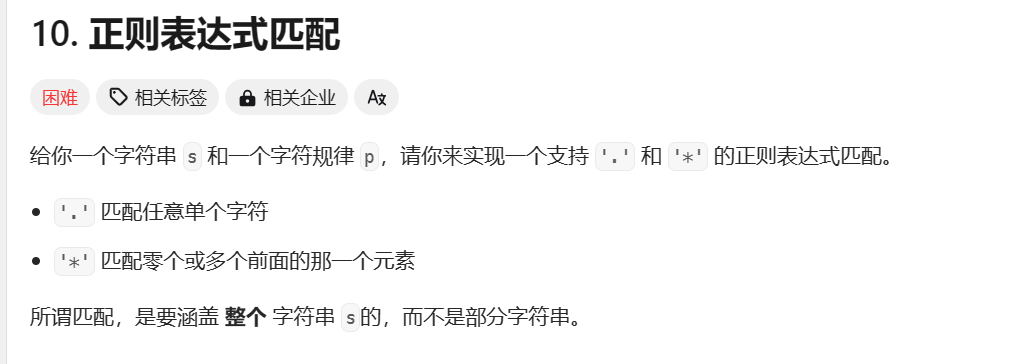 10. 正则表达式匹配
困难 相关标签 相关企业 A文
给你一个字符串 s 和一个字符规律 p，请你来实现一个支持 '.' 和 '*' 的正则表达式匹配。
'.' 匹配任意单个字符
'*' 匹配零个或多个前面的那一个元素
所谓匹配，是要涵盖 整个 字符串 s的，而不是部分字符串。